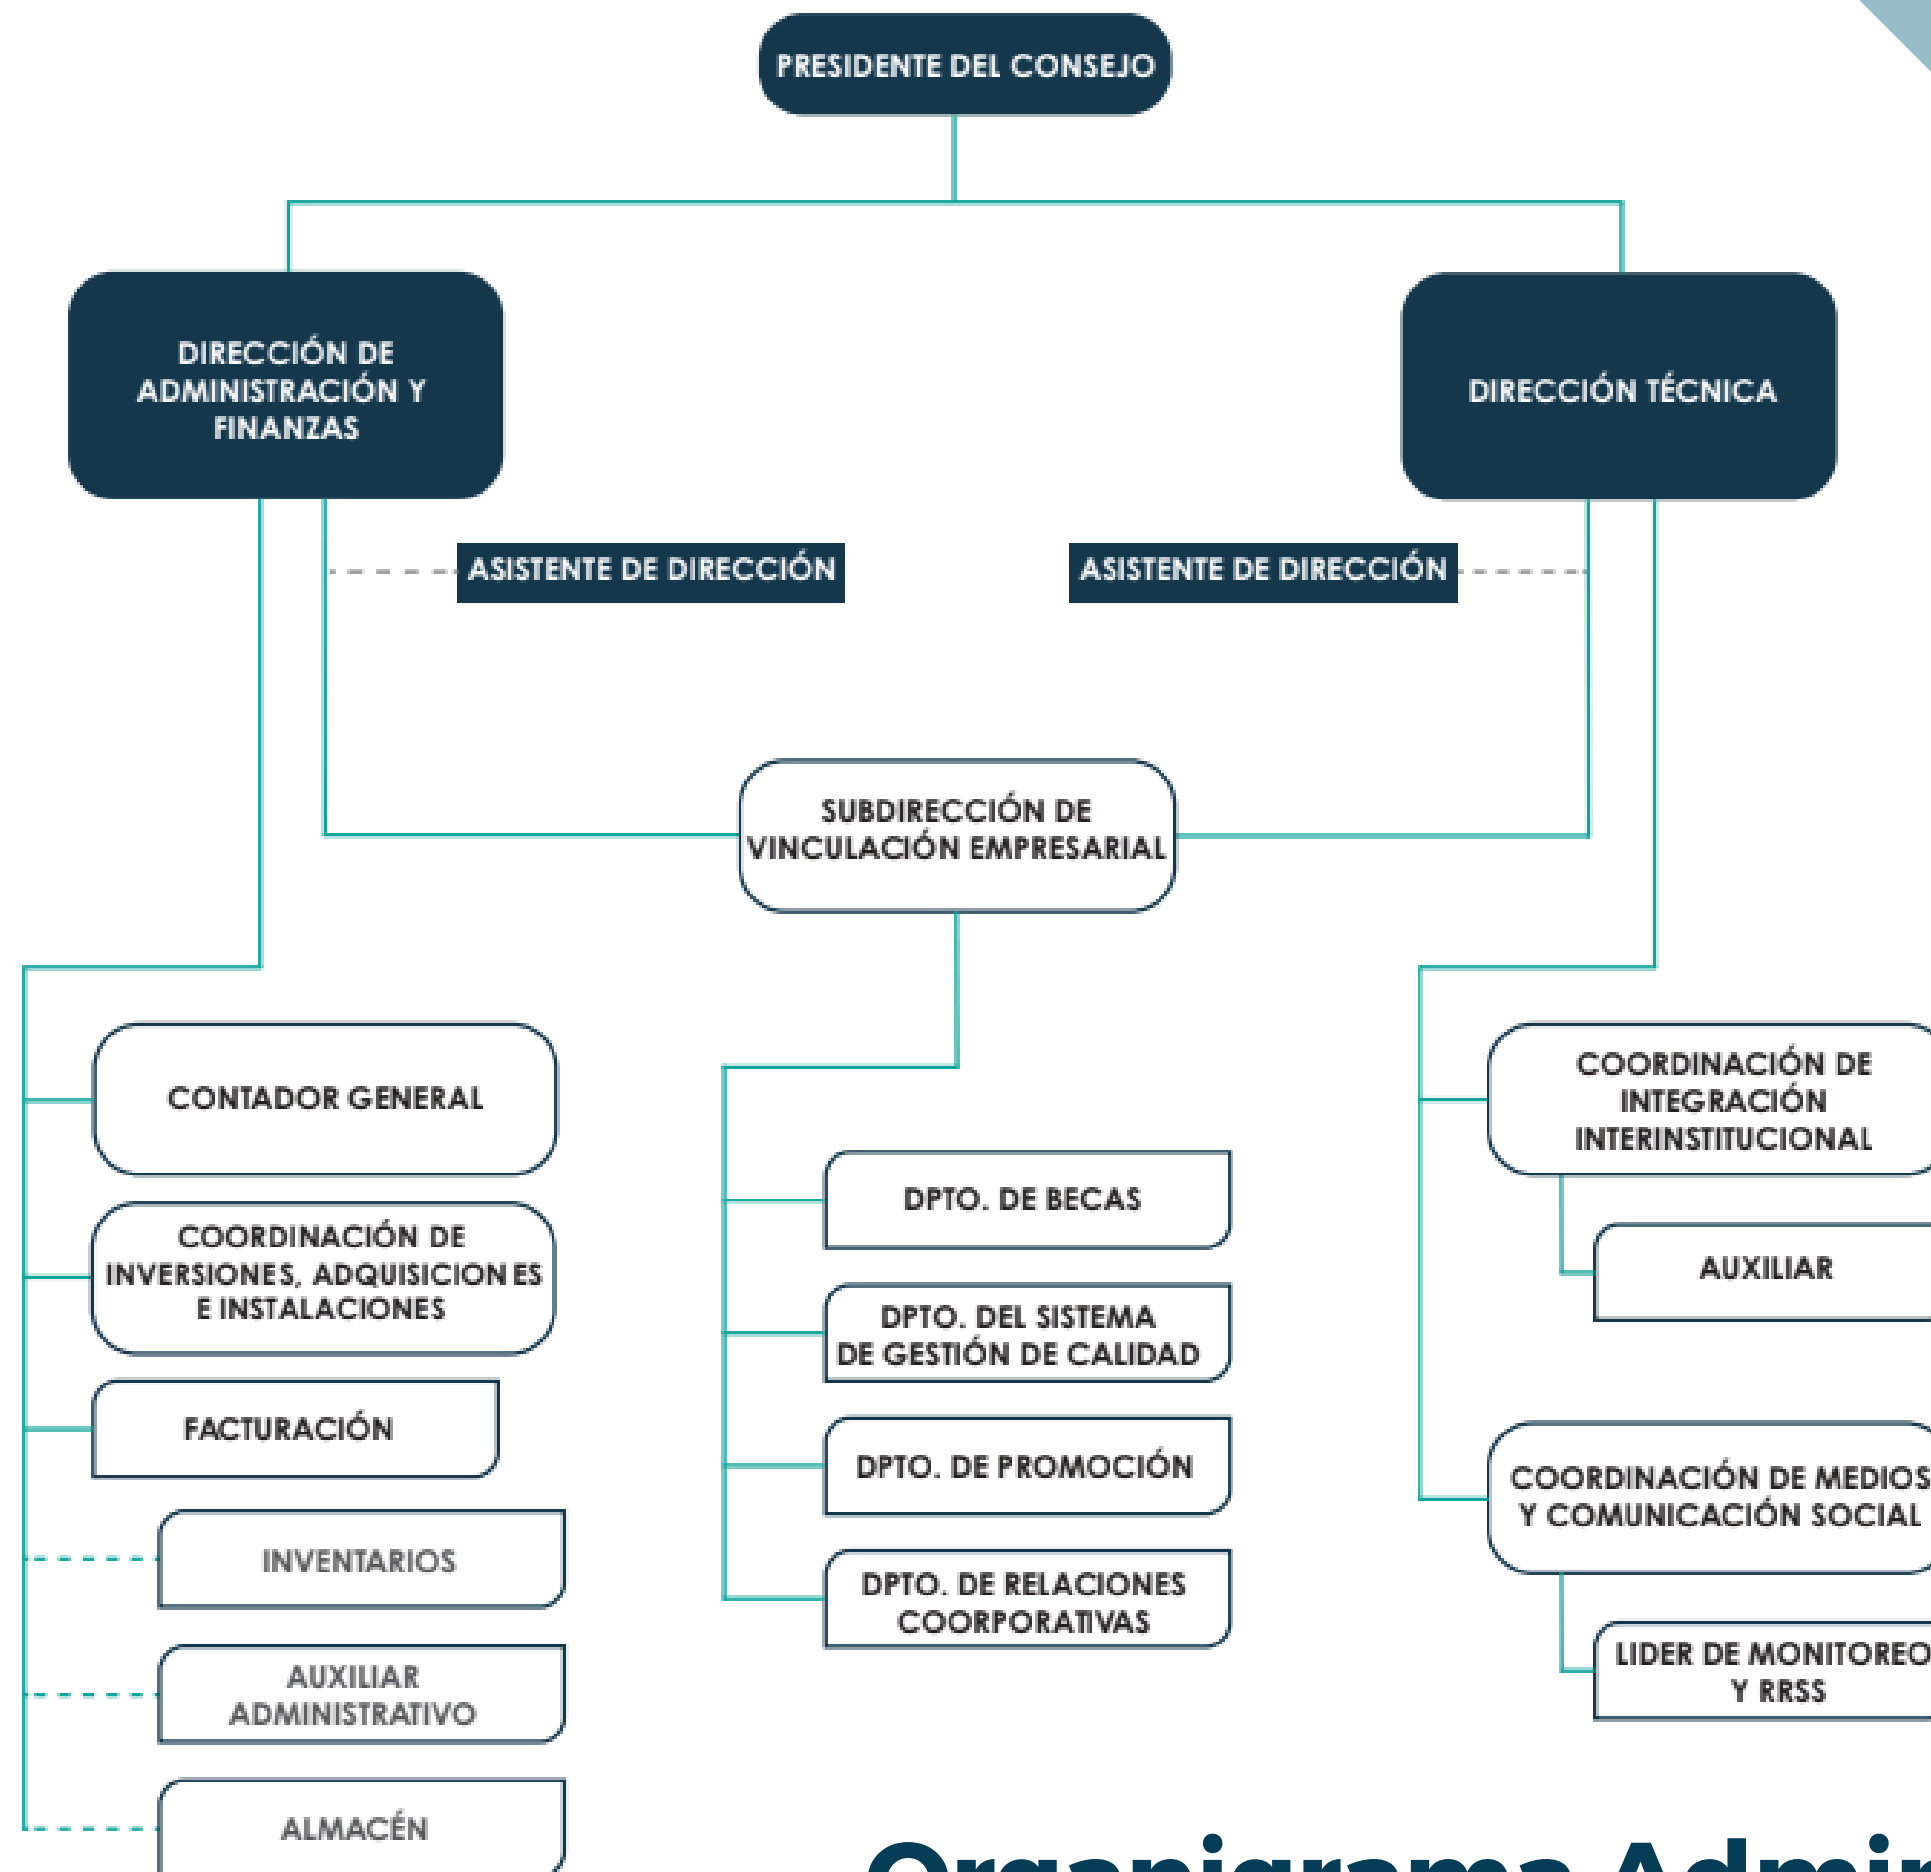 PRESIDENTE DEL CONSEJO
DIRECCIÓN DE
ADMINISTRACIÓN Y
FINANZAS
DIRECCIÓN TÉCNICA
ASISTENTE DE DIRECCIÓN
ASISTENTE DE DIRECCIÓN
SUBDIRECCIÓN DE
VINCULACIÓN EMPRESARIAL
CONTADOR GENERAL
COORDINACIÓN DE
INVERSIONES, ADQUISICIONES
E INSTALACIONES
FACTURACIÓN
INVENTARIOS
AUXILIAR
ADMINISTRATIVO
ALMACÉN
DPTO. DE BECAS
DPTO. DEL SISTEMA
DE GESTIÓN DE CALIDAD
DPTO. DE PROMOCIÓN
DPTO. DE RELACIONES
COORPORATIVAS
COORDINACIÓN DE
INTEGRACIÓN
INTERINSTITUCIONAL
AUXILIAR
COORDINACIÓN DE MEDIOS
Y COMUNICACIÓN SOCIAL
LIDER DE MONITOREO
Y RRSS
Organigrama